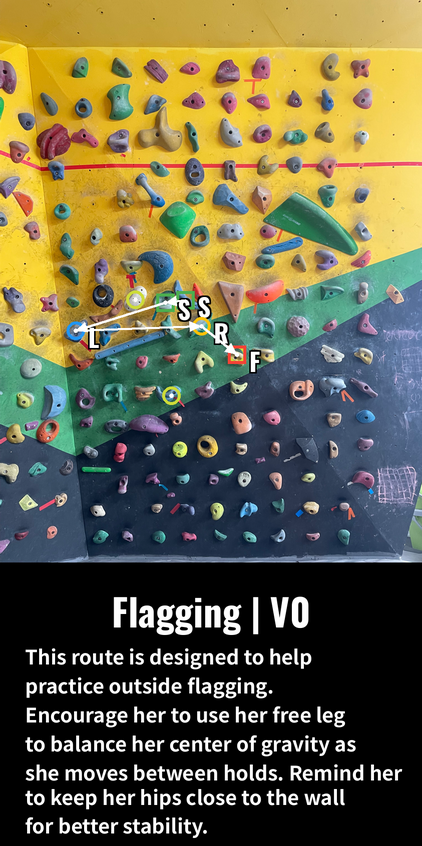 S S
L
R
F
Flagging | V0
This route is designed to help
practice outside flagging.
Encourage her to use her free leg
to balance her center of gravity as
she moves between holds. Remind her
to keep her hips close to the wall
for better stability.